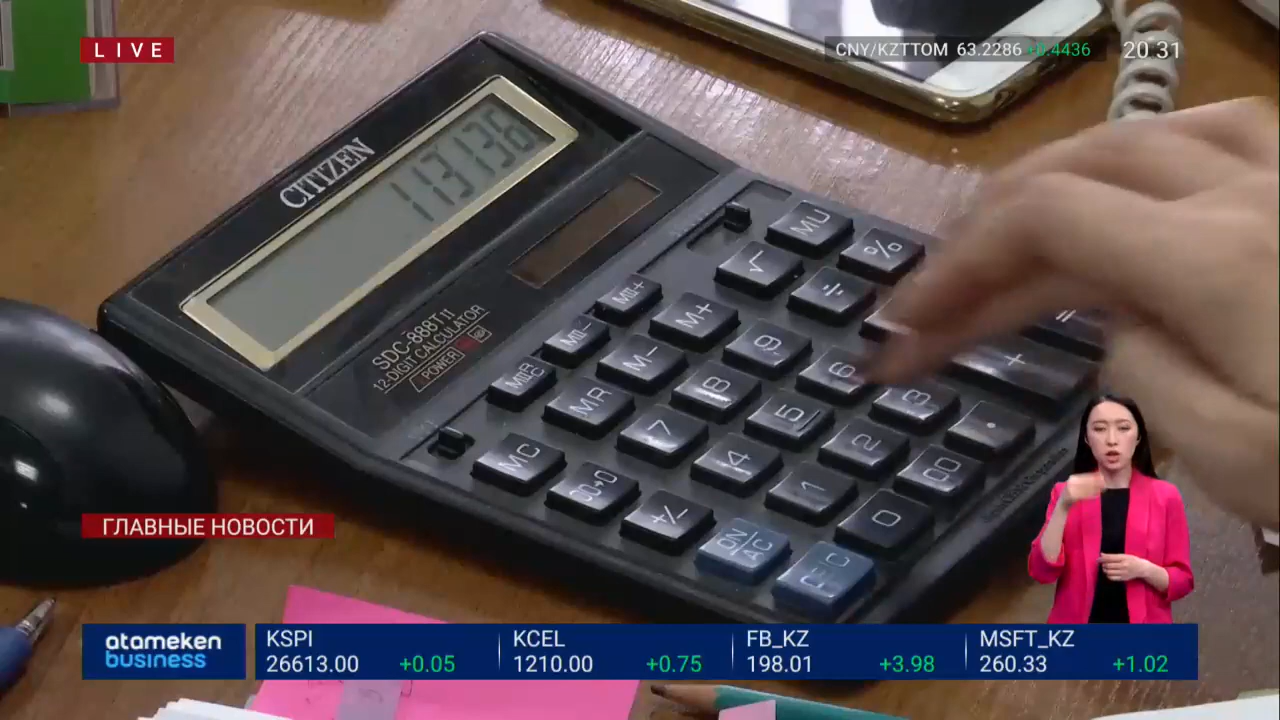 LIVE
CNY/KZTTOM 63.2286 +0.4436
20:31
CITIZEN
113136
SDC-888T II
12-DIGIT CALCULATOR
POWER
MU
√ %
MII+ M+ ÷
MII- M- 9
MR 8 6 + =
MC 7 5 3
00→0 4 2 .
+/- 1 00
ON/AC 0
C/CE
ГЛАВНЫЕ НОВОСТИ
atameken
business
KSPI KCEL FB_KZ MSFT_KZ
26613.00 +0.05 1210.00 +0.75 198.01 +3.98 260.33 +1.02